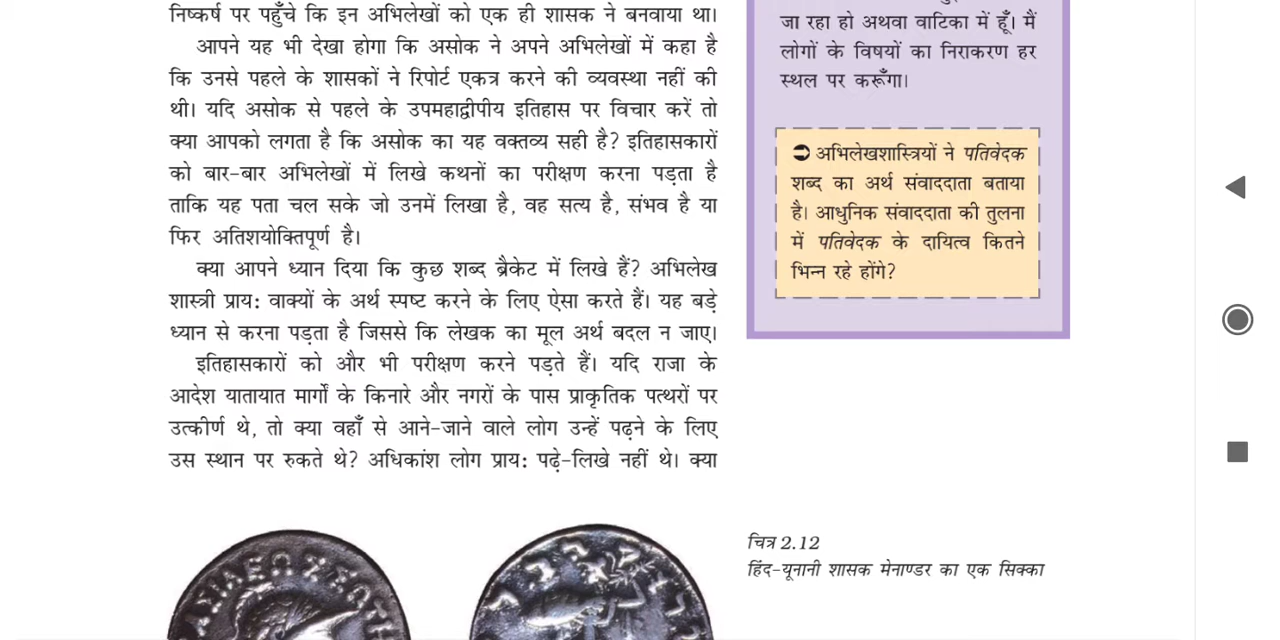 निष्कर्ष पर पहुँचे कि इन अभिलेखों को एक ही शासक ने बनवाया था।
आपने यह भी देखा होगा कि असोक ने अपने अभिलेखों में कहा है
कि उनसे पहले के शासकों ने रिपोर्ट एकत्र करने की व्यवस्था नहीं की
थी। यदि असोक से पहले के उपमहाद्वीपीय इतिहास पर विचार करें तो
क्या आपको लगता है कि असोक का यह वक्तव्य सही है? इतिहासकारों
को बार-बार अभिलेखों में लिखे कथनों का परीक्षण करना पड़ता है
ताकि यह पता चल सके जो उनमें लिखा है, वह सत्य है, संभव है या
फिर अतिशयोक्तिपूर्ण है।
क्या आपने ध्यान दिया कि कुछ शब्द ब्रैकेट में लिखे हैं? अभिलेख
शास्त्री प्राय: वाक्यों के अर्थ स्पष्ट करने के लिए ऐसा करते हैं। यह बड़े
ध्यान से करना पड़ता है जिससे कि लेखक का मूल अर्थ बदल न जाए।
इतिहासकारों को और भी परीक्षण करने पड़ते हैं। यदि राजा के
आदेश यातायात मार्गों के किनारे और नगरों के पास प्राकृतिक पत्थरों पर
उत्कीर्ण थे, तो क्या वहाँ से आने-जाने वाले लोग उन्हें पढ़ने के लिए
उस स्थान पर रुकते थे? अधिकांश लोग प्राय: पढ़े-लिखे नहीं थे। क्या
जा रहा हो अथवा वाटिका में हूँ। मैं
लोगों के विषयों का निराकरण हर
स्थल पर करूँगा।
➲ अभिलेखशास्त्रियों ने पतिवेदक
शब्द का अर्थ संवाददाता बताया
है। आधुनिक संवाददाता की तुलना
में पतिवेदक के दायित्व कितने
भिन्न रहे होंगे?
चित्र 2.12
हिंद-यूनानी शासक मेनाण्डर का एक सिक्का